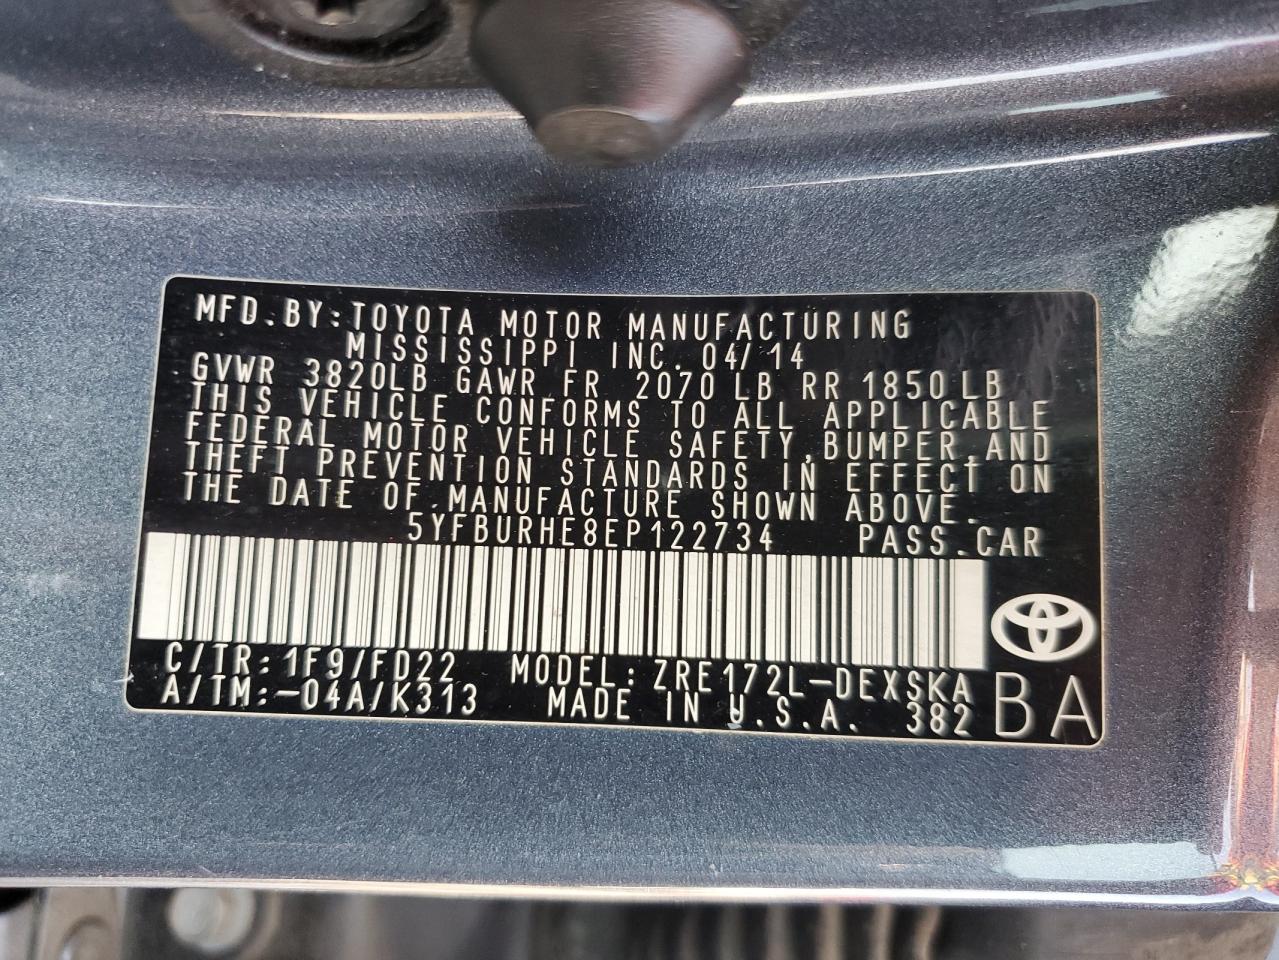 MFD.BY:TOYOTA MOTOR MANUFACTURING
MISSISSIPPI INC. 04/14
GVWR 3820LB GAWR FR 2070 LB RR 1850LB
THIS VEHICLE CONFORMS TO ALL APPLICABLE
FEDERAL MOTOR VEHICLE SAFETY,BUMPER,AND
THEFT PREVENTION STANDARDS IN EFFECT ON
THE DATE OF MANUFACTURE SHOWN ABOVE.
5YFBURHE8EP122734 PASS.CAR
C/TR:1F9/FD22 MODEL:ZRE172L-DEXSKA
A/TM:-04A/K313 MADE IN U.S.A. 382 BA